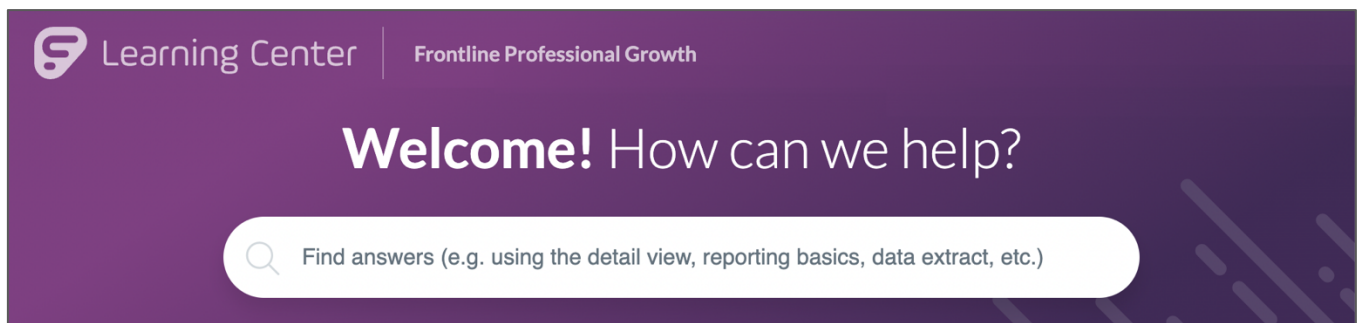 Learning Center
Frontline Professional Growth
Welcome! How can we help?
Find answers (e.g. using the detail view, reporting basics, data extract, etc.)